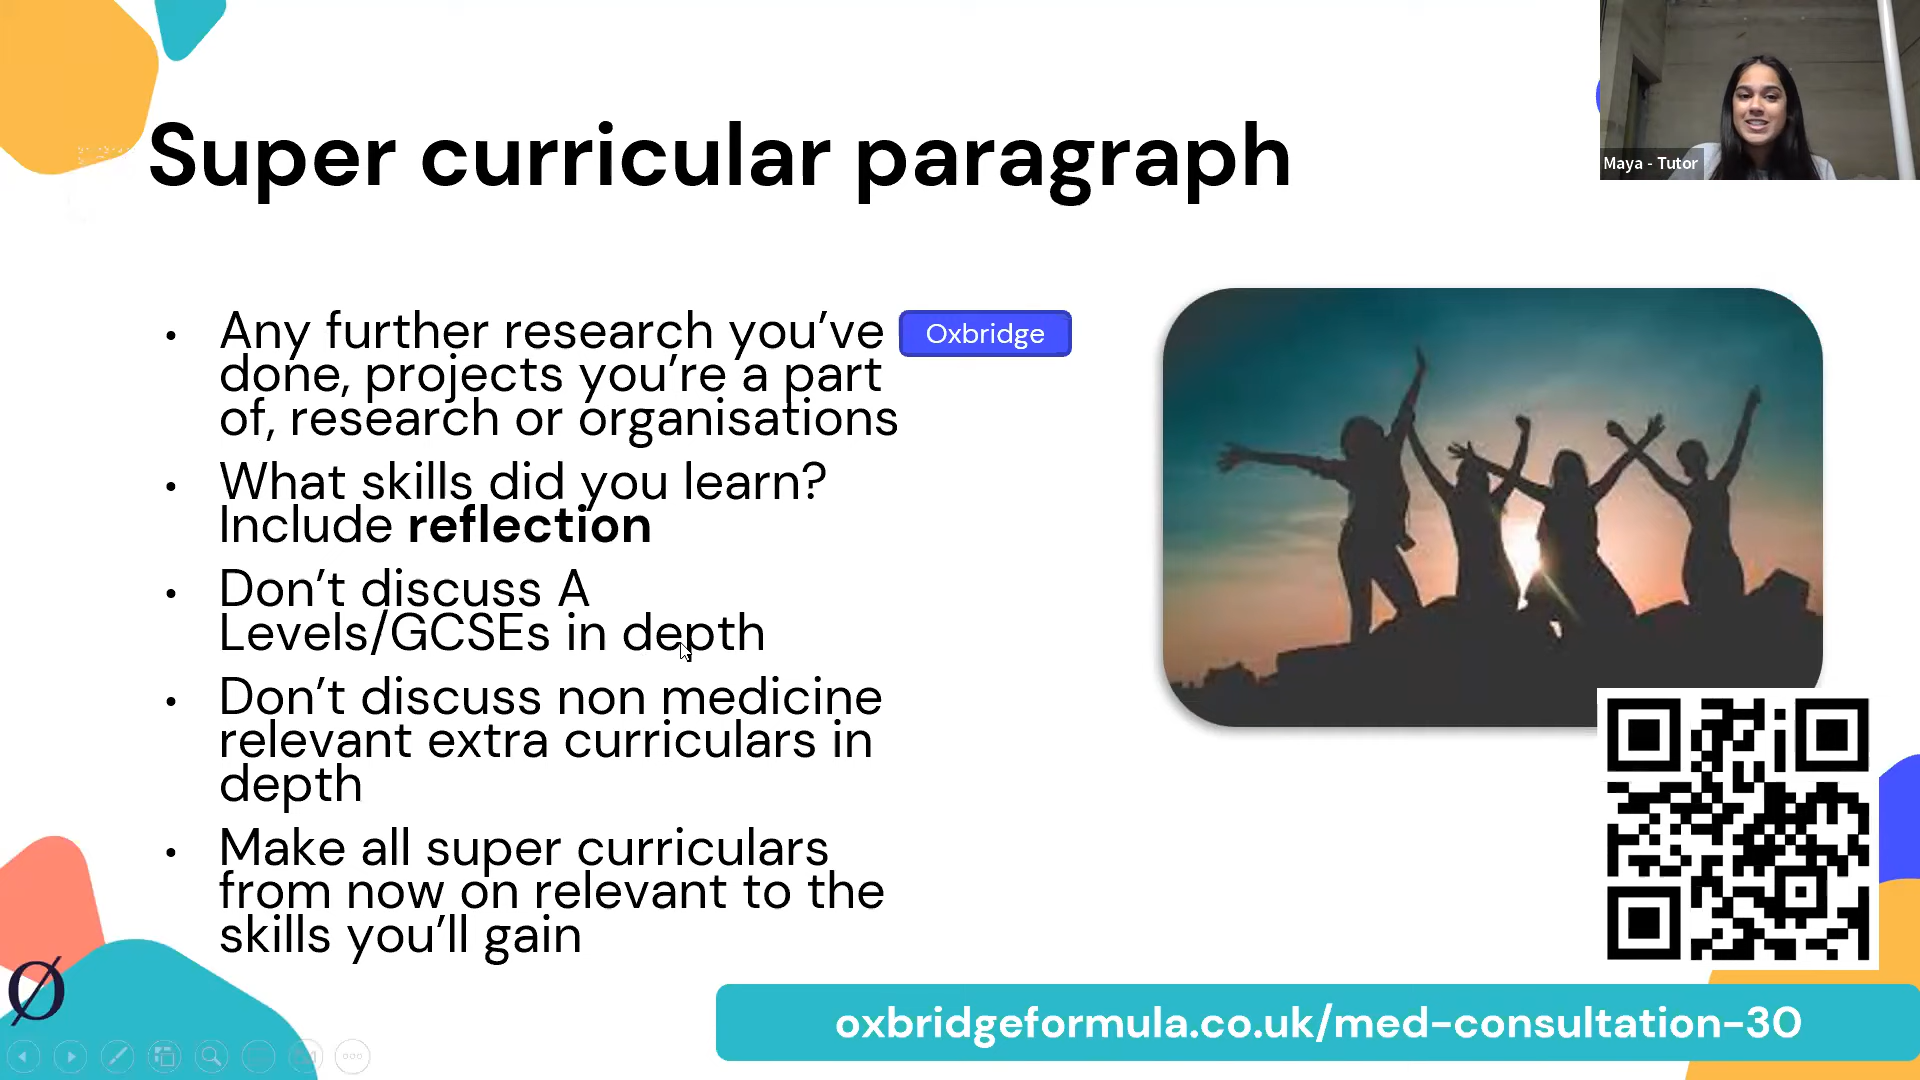 Super curricular paragraph
Maya - Tutor
• Any further research you’ve
Oxbridge
done, projects you’re a part
of, research or organisations
• What skills did you learn?
Include reflection
• Don’t discuss A
Levels/GCSEs in depth
• Don’t discuss non medicine
relevant extra curriculars in
depth
• Make all super curriculars
from now on relevant to the
skills you’ll gain
Ø
oxbridgeformula.co.uk/med-consultation-30